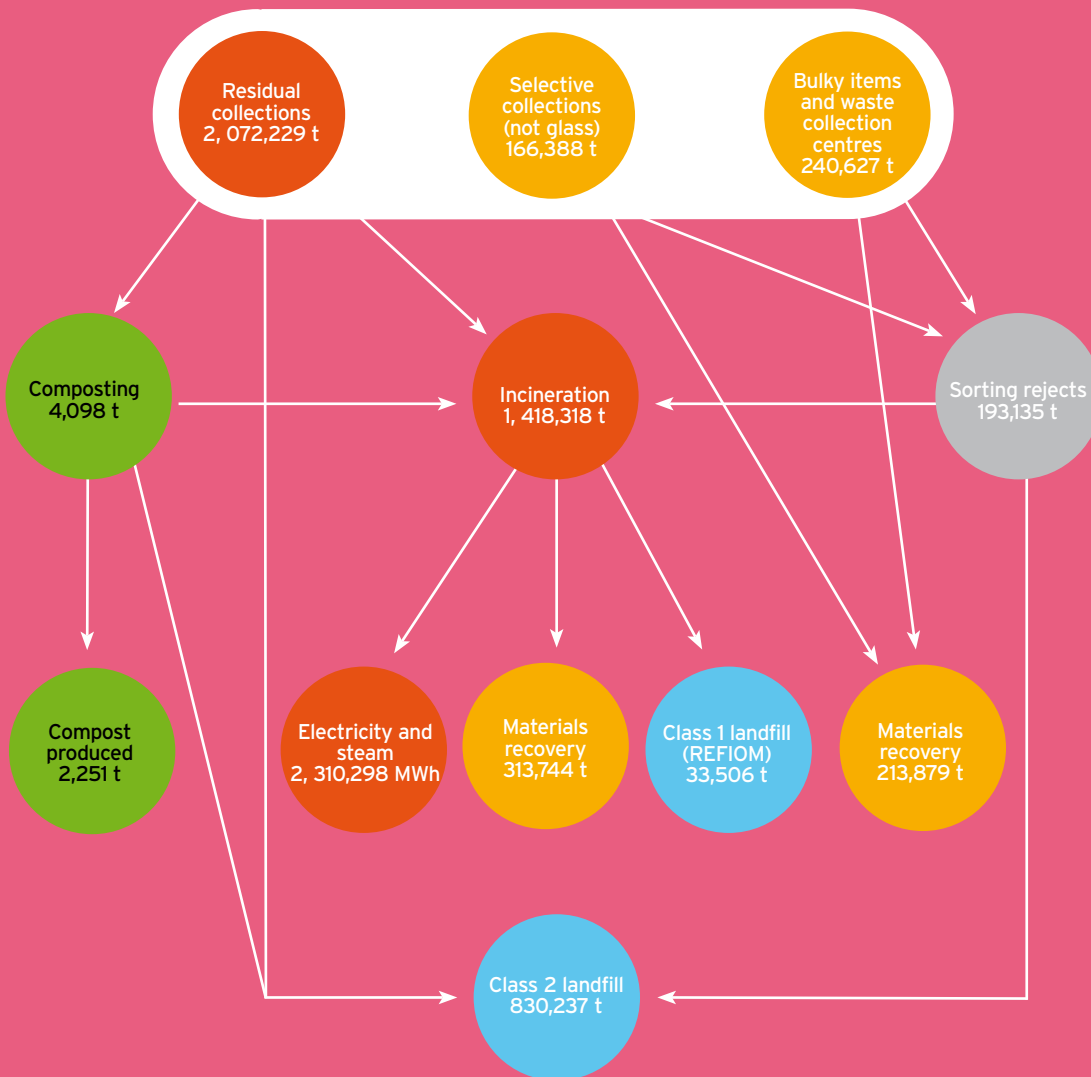 Residual
collections
2, 072,229 t
Selective
collections
(not glass)
166,388 t
Bulky items
and waste
collection
centres
240,627 t
Composting
4,098 t
Incineration
1, 418,318 t
Sorting rejects
193,135 t
Compost
produced
2,251 t
Electricity and
steam
2, 310,298 MWh
Materials
recovery
313,744 t
Class 1 landfill
(REFIOM)
33,506 t
Materials
recovery
213,879 t
Class 2 landfill
830,237 t